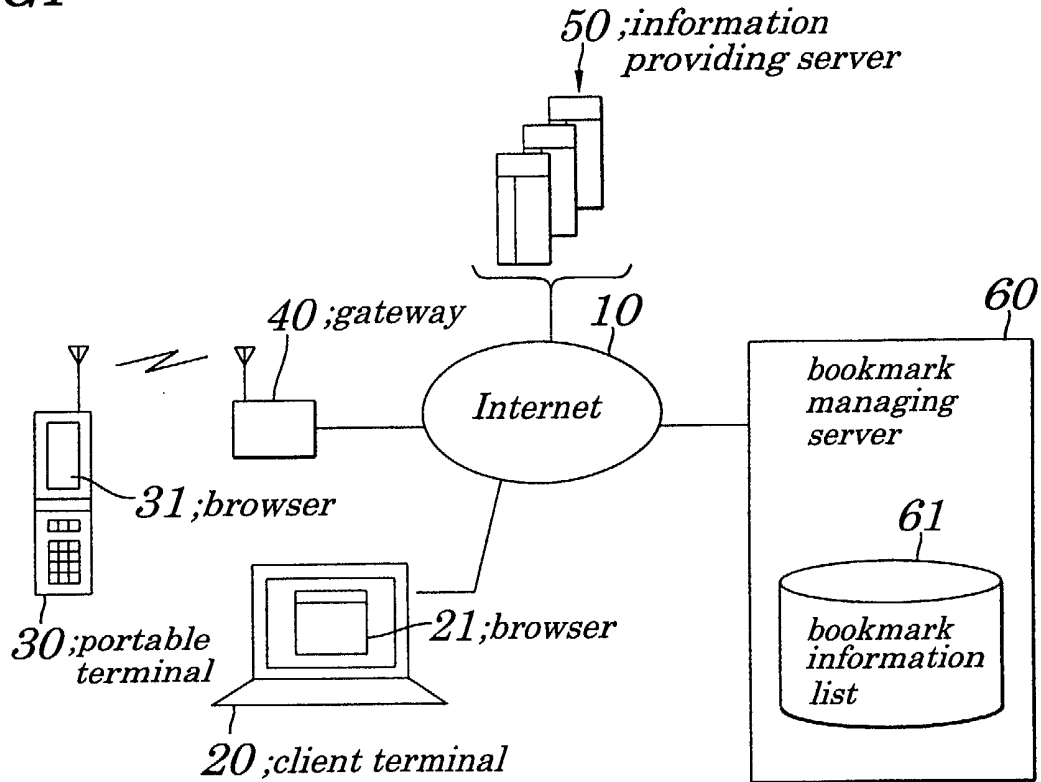 50 ;information
providing server
40 ;gateway
10
60
Internet
bookmark
managing
server
31 ;browser
61
21 ;browser
bookmark
information
list
30 ;portable
terminal
20 ;client terminal